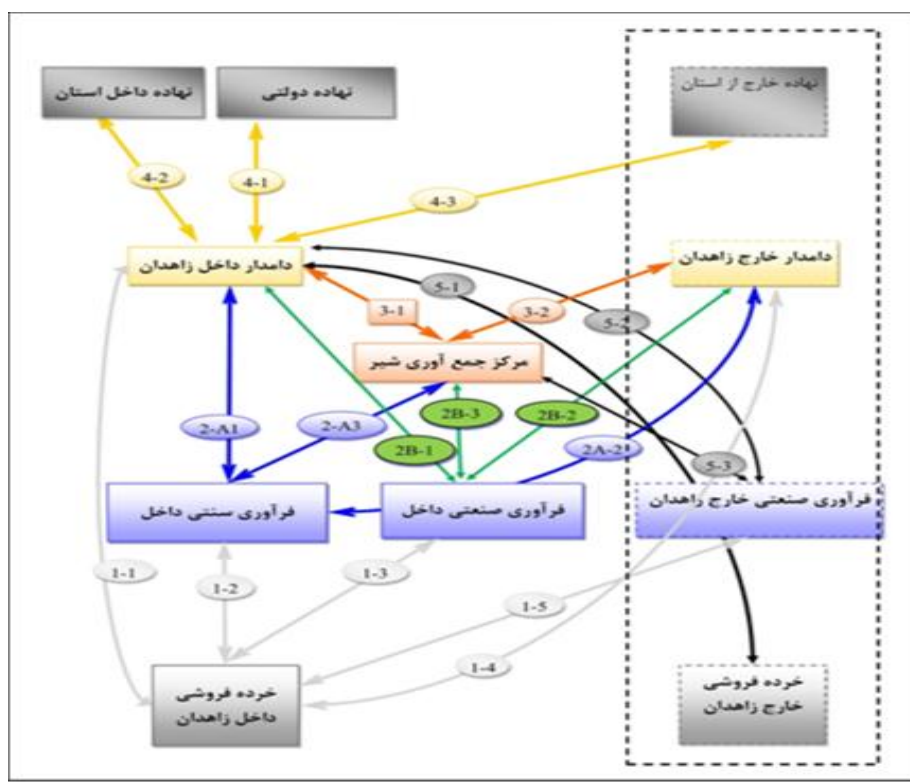 نهاده داخل استان
نهاده دولتی
نهاده خارج از استان
4-2
4-1
4-3
دامدار داخل زاهدان
دامدار خارج زاهدان
5-1
3-1
3-2
5-2
مرکز جمع آوری شیر
2-A1
2-A3
2B-3
2B-2
2B-1
2A-2
5-3
فرآوری سنتی داخل
فرآوری صنعتی داخل
فرآوری صنعتی خارج زاهدان
1-1
1-2
1-3
1-5
1-4
خرده فروشی
داخل زاهدان
خرده فروشی
خارج زاهدان